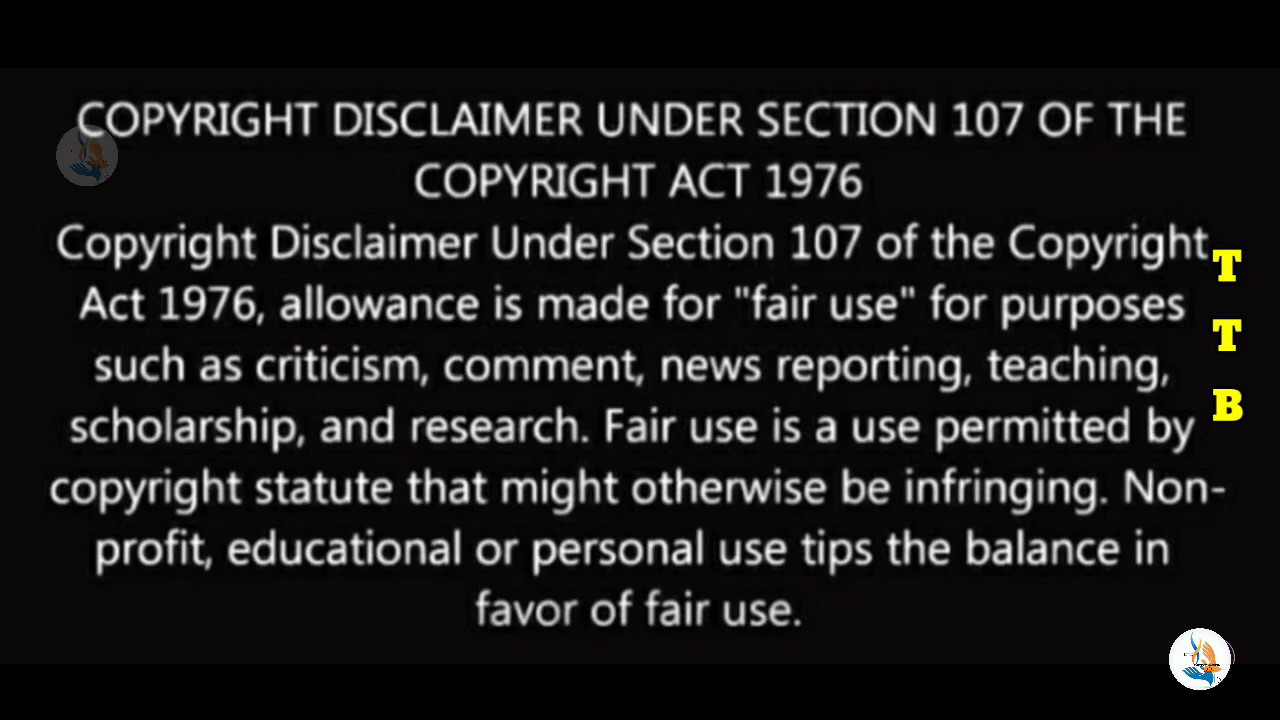 COPYRIGHT DISCLAIMER UNDER SECTION 107 OF THE
COPYRIGHT ACT 1976
Copyright Disclaimer Under Section 107 of the Copyright
Act 1976, allowance is made for "fair use" for purposes
such as criticism, comment, news reporting, teaching,
scholarship, and research. Fair use is a use permitted by
copyright statute that might otherwise be infringing. Non-
profit, educational or personal use tips the balance in
favor of fair use.
T
T
B